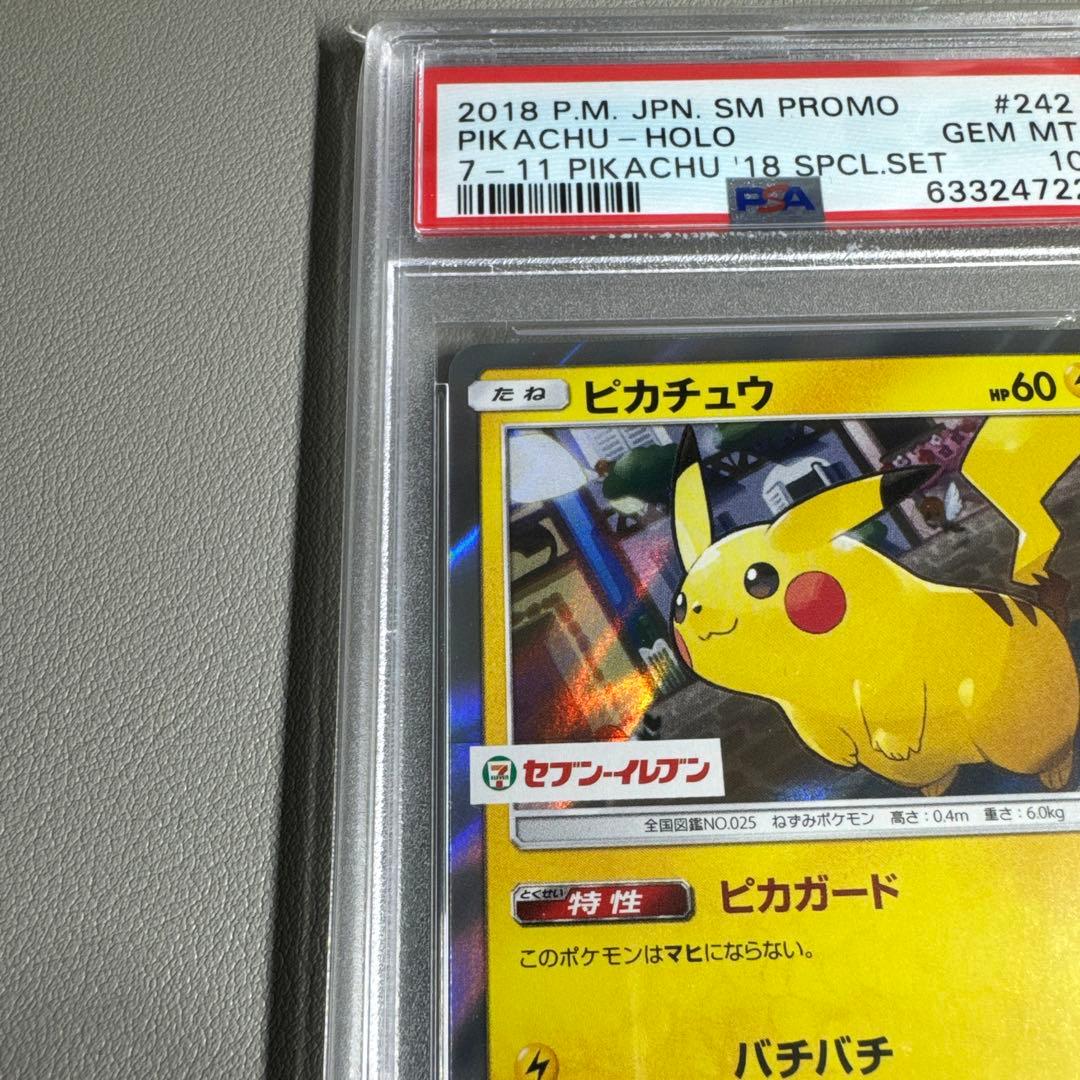 2018 P.M. JPN. SM PROMO #242
PIKACHU - HOLO GEM MT
7 - 11 PIKACHU '18 SPCL.SET 10
63324722
PSA
たね ピカチュウ HP60
7 ELEVEN セブン-イレブン
全国図鑑NO.025 ねずみポケモン 高さ:0.4m 重さ:6.0kg
とくせい 特性 ピカガード
このポケモンはマヒにならない。
バチバチ